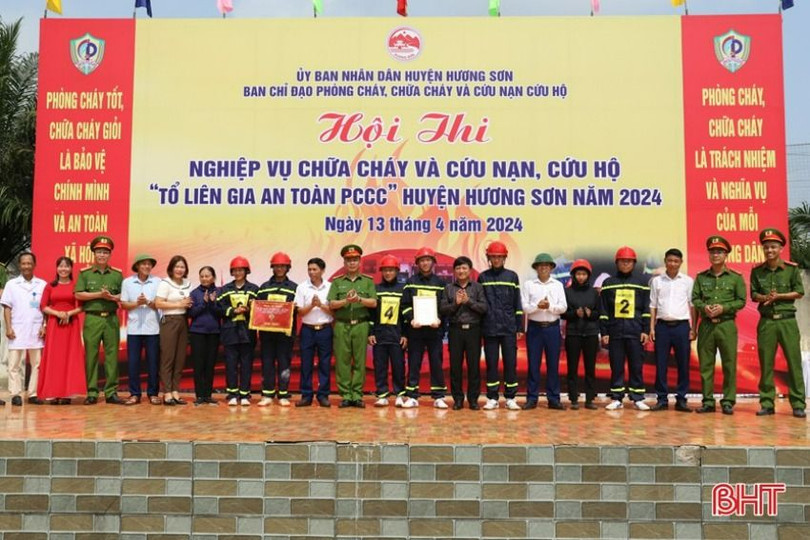 ỦY BAN NHÂN DÂN HUYỆN HƯƠNG SƠN
BAN CHỈ ĐẠO PHÒNG CHÁY, CHỮA CHÁY VÀ CỨU NẠN CỨU HỘ
Hội Thi
NGHIỆP VỤ CHỮA CHÁY VÀ CỨU NẠN, CỨU HỘ
“TỔ LIÊN GIA AN TOÀN PCCC” HUYỆN HƯƠNG SƠN NĂM 2024
Ngày 13 tháng 4 năm 2024
PHÒNG CHÁY TỐT,
CHỮA CHÁY GIỎI
LÀ BẢO VỆ
CHÍNH MÌNH
VÀ AN TOÀN
XÃ
PHÒNG CHÁY,
CHỮA CHÁY
LÀ TRÁCH NHIỆM
VÀ NGHĨA VỤ
CỦA MỖI
DÂN
4
2
BHT